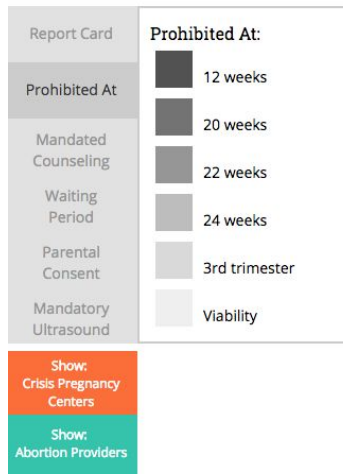 Report Card
Prohibited At
Mandated
Counseling
Waiting
Period
Parental
Consent
Mandatory
Ultrasound
Show:
Crisis Pregnancy
Centers
Show:
Abortion Providers
Prohibited At:
12 weeks
20 weeks
22 weeks
24 weeks
3rd trimester
Viability